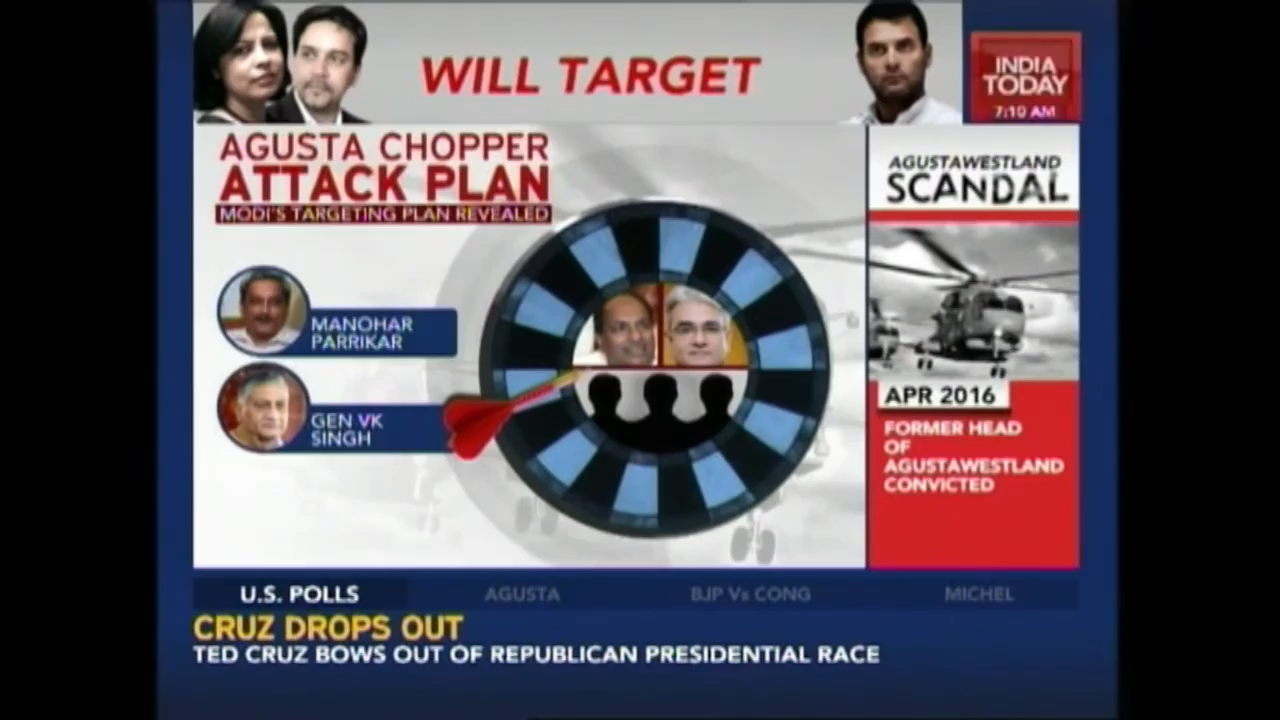 WILL TARGET
INDIA
TODAY
7:10 AM
AGUSTA CHOPPER
ATTACK PLAN
MODI'S TARGETING PLAN REVEALED
MANOHAR
PARRIKAR
GEN VK
SINGH
AGUSTAWESTLAND
SCANDAL
APR 2016
FORMER HEAD
OF
AGUSTAWESTLAND
CONVICTED
U.S. POLLS
AGUSTA
BJP Vs CONG
MICHEL
CRUZ DROPS OUT
TED CRUZ BOWS OUT OF REPUBLICAN PRESIDENTIAL RACE